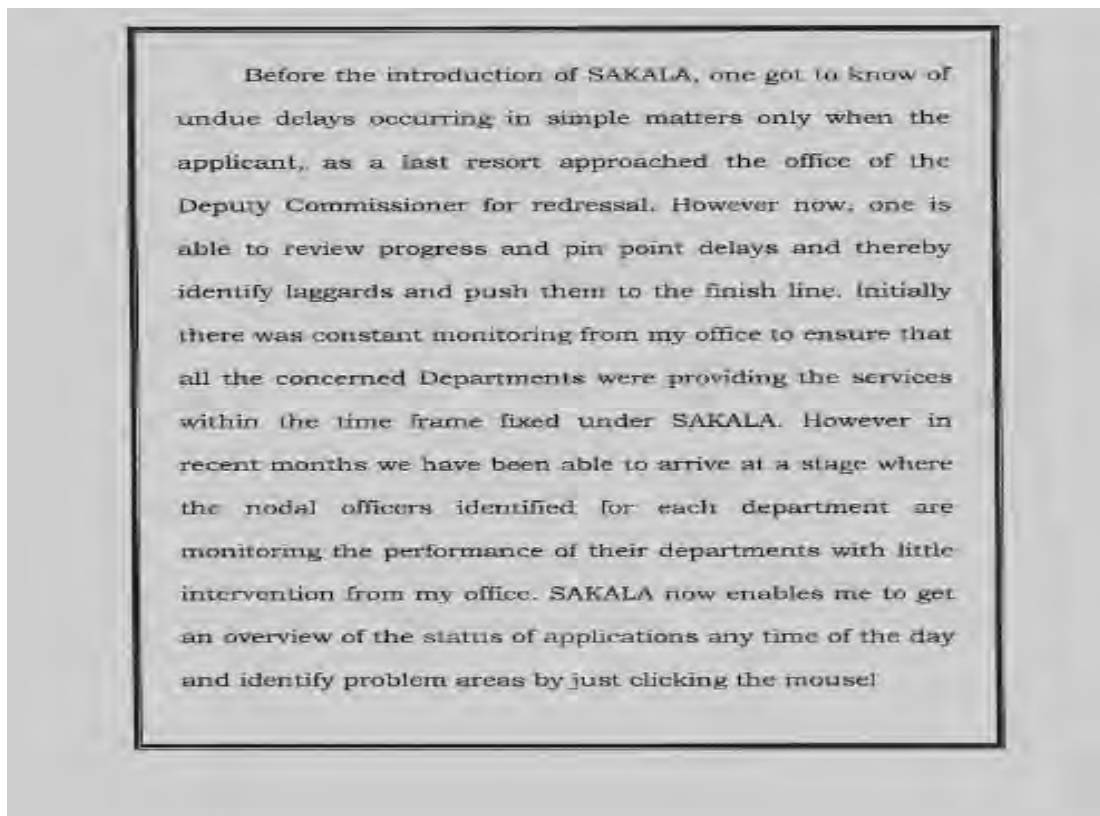 Before the introduction of SAKALA, one got to know of
undue delays occurring in simple matters only when the
applicant, as a last resort approached the office of the
Deputy Commissioner for redressal. However now, one is
able to review progress and pin point delays and thereby
identify laggards and push them to the finish line. Initially
there was constant monitoring from my office to ensure that
all the concerned Departments were providing the services
within the time frame fixed under SAKALA. However in
recent months we have been able to arrive at a stage where
the nodal officers identified for each department are
monitoring the performance of their departments with little
intervention from my office. SAKALA now enables me to get
an overview of the status of applications any time of the day
and identify problem areas by just clicking the mouse!